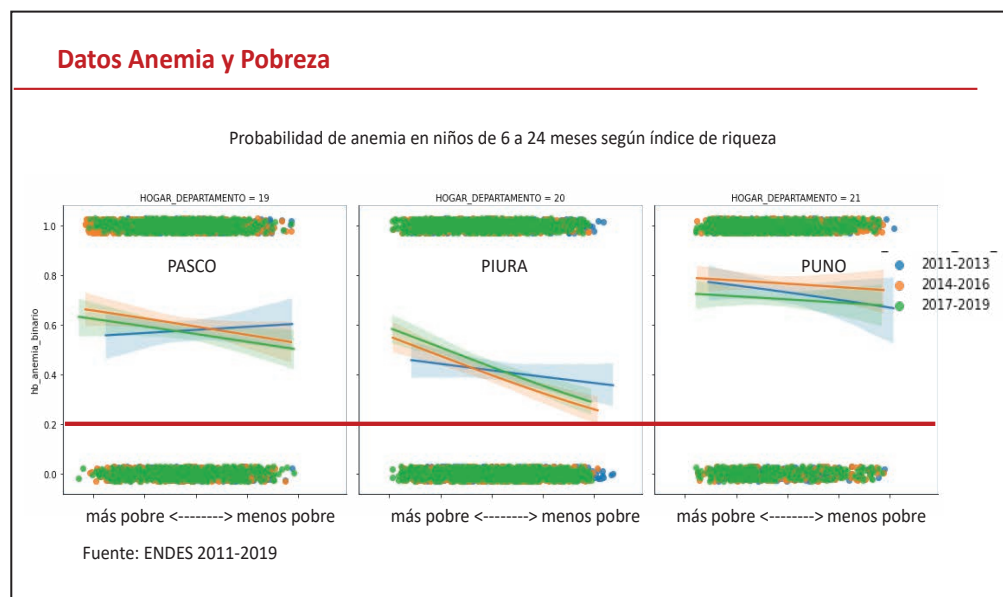 Datos Anemia y Pobreza
Probabilidad de anemia en niños de 6 a 24 meses según índice de riqueza
HOGAR_DEPARTAMENTO = 19
HOGAR_DEPARTAMENTO = 20
HOGAR_DEPARTAMENTO = 21
1.0
0.8
0.6
0.4
0.2
0.0
hb_anemia_binario
PASCO
PIURA
PUNO
2011-2013
2014-2016
2017-2019
más pobre <--------> menos pobre
más pobre <--------> menos pobre
más pobre <--------> menos pobre
Fuente: ENDES 2011-2019